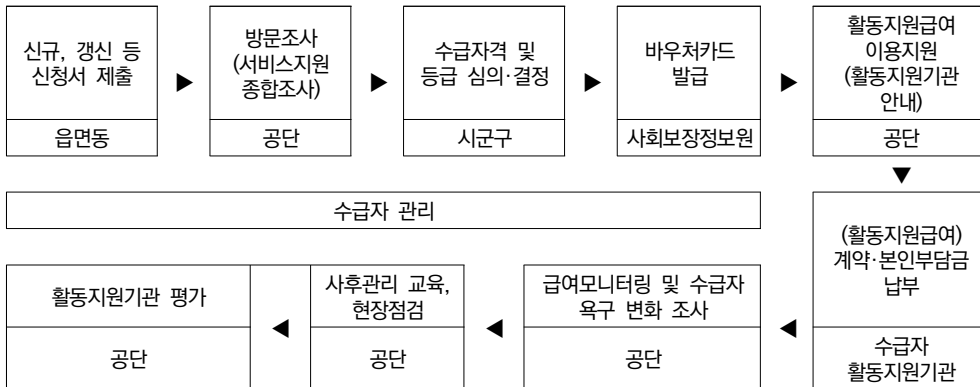 신규, 갱신 등
신청서 제출
읍면동
방문조사
(서비스지원
종합조사)
공단
수급자격 및
등급 심의·결정
시군구
바우처카드
발급
사회보장정보원
활동지원급여
이용지원
(활동지원기관
안내)
공단
수급자 관리
(활동지원급여)
계약·본인부담금
납부
수급자
활동지원기관
급여모니터링 및 수급자
욕구 변화 조사
공단
사후관리 교육,
현장점검
공단
활동지원기관 평가
공단